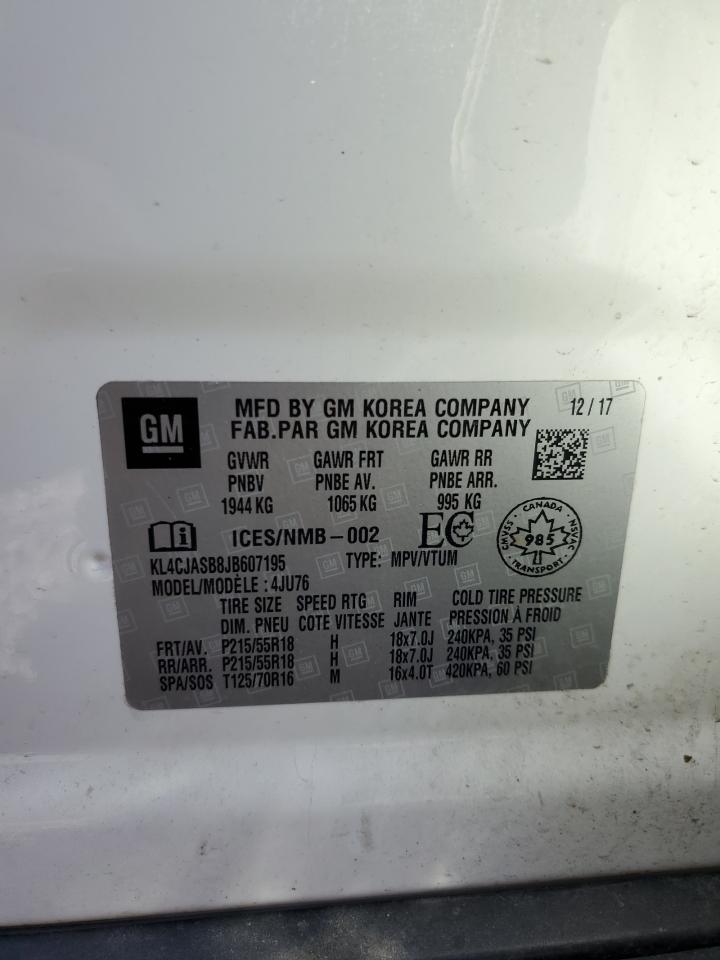 GM MFD BY GM KOREA COMPANY 12/17
FAB.PAR GM KOREA COMPANY
GVWR GAWR FRT GAWR RR
PNBV PNBE AV. PNBE ARR.
1944 KG 1065 KG 995 KG
ICES/NMB-002 EC CANADA CMVSS NSVAC 985 TRANSPORT
KL4CJASB8JB607195 TYPE: MPV/VTUM
MODEL/MODÈLE : 4JU76
TIRE SIZE SPEED RTG RIM COLD TIRE PRESSURE
DIM. PNEU COTE VITESSE JANTE PRESSION À FROID
FRT/AV. P215/55R18 H 18x7.0J 240KPA, 35 PSI
RR/ARR. P215/55R18 H 18x7.0J 240KPA, 35 PSI
SPA/SOS T125/70R16 M 16x4.0T 420KPA, 60 PSI